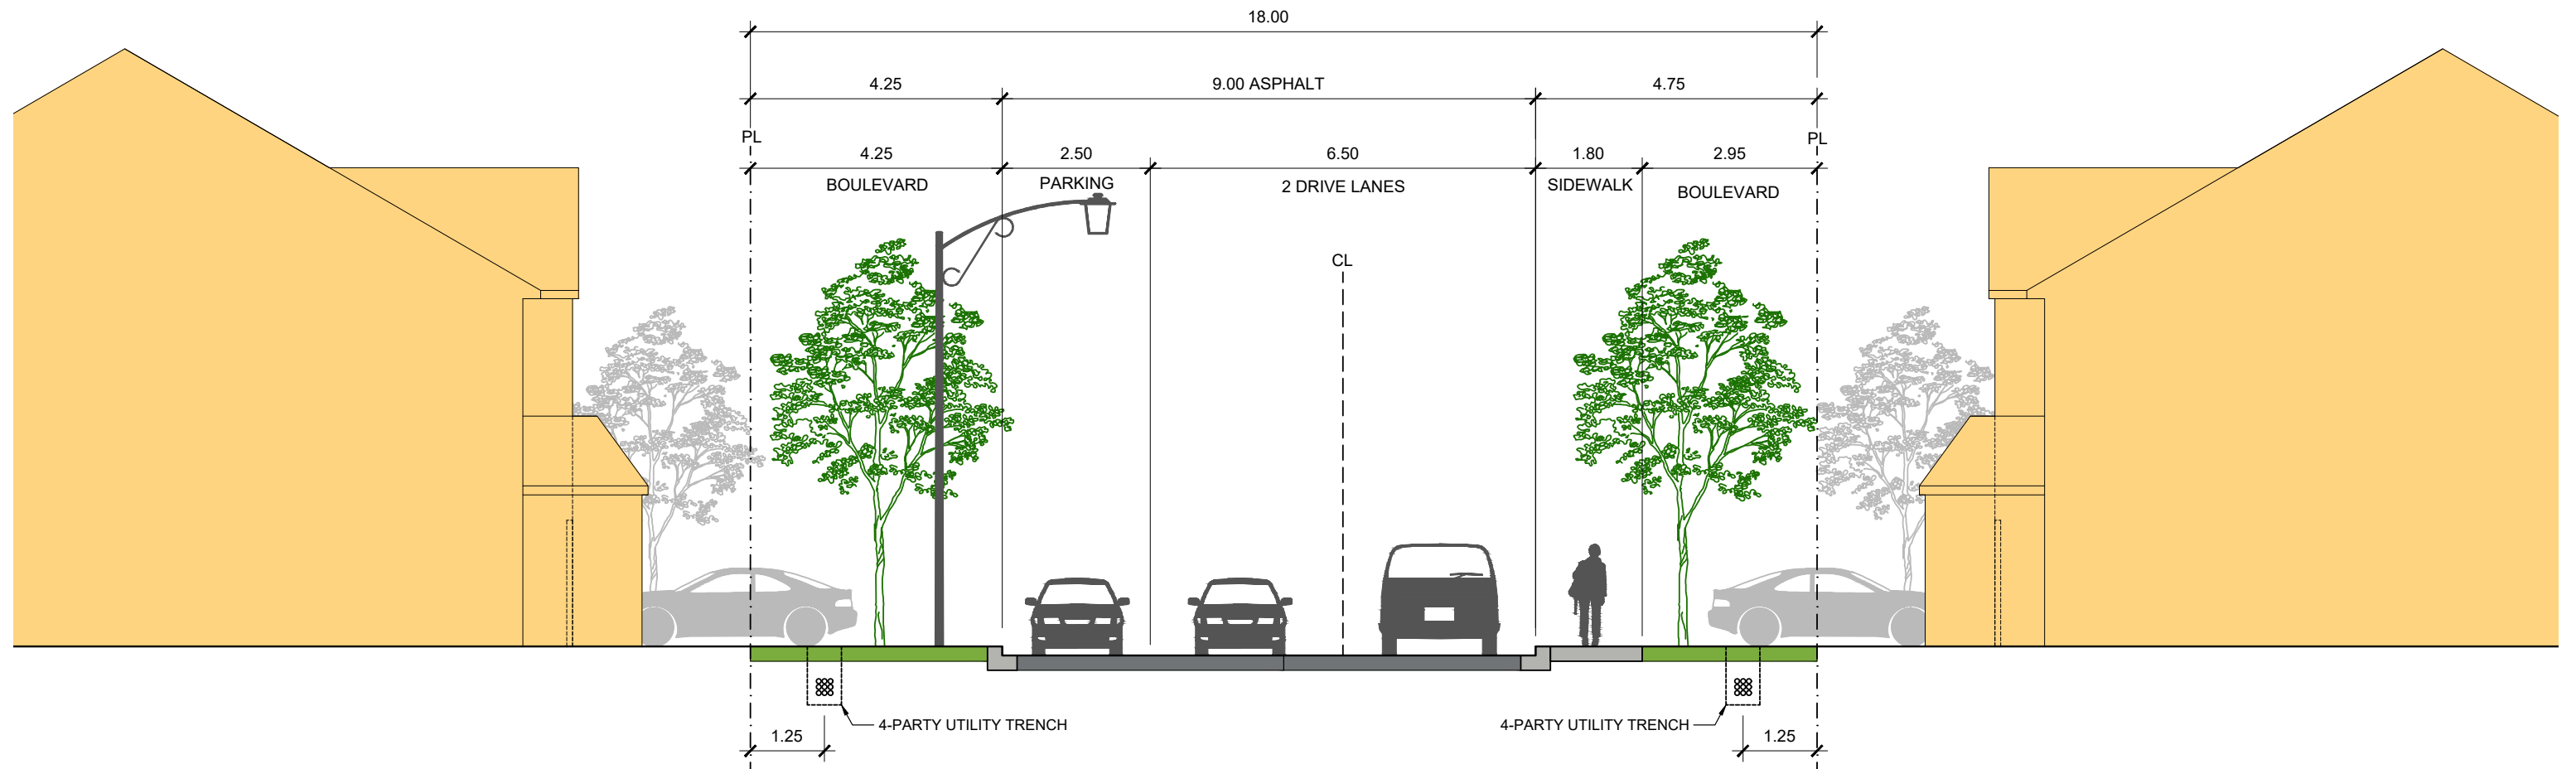 18.00
4.25
9.00 ASPHALT
4.75
PL
PL
4.25
2.50
6.50
1.80
2.95
BOULEVARD
PARKING
2 DRIVE LANES
SIDEWALK
BOULEVARD
CL
4-PARTY UTILITY TRENCH
4-PARTY UTILITY TRENCH
1.25
1.25